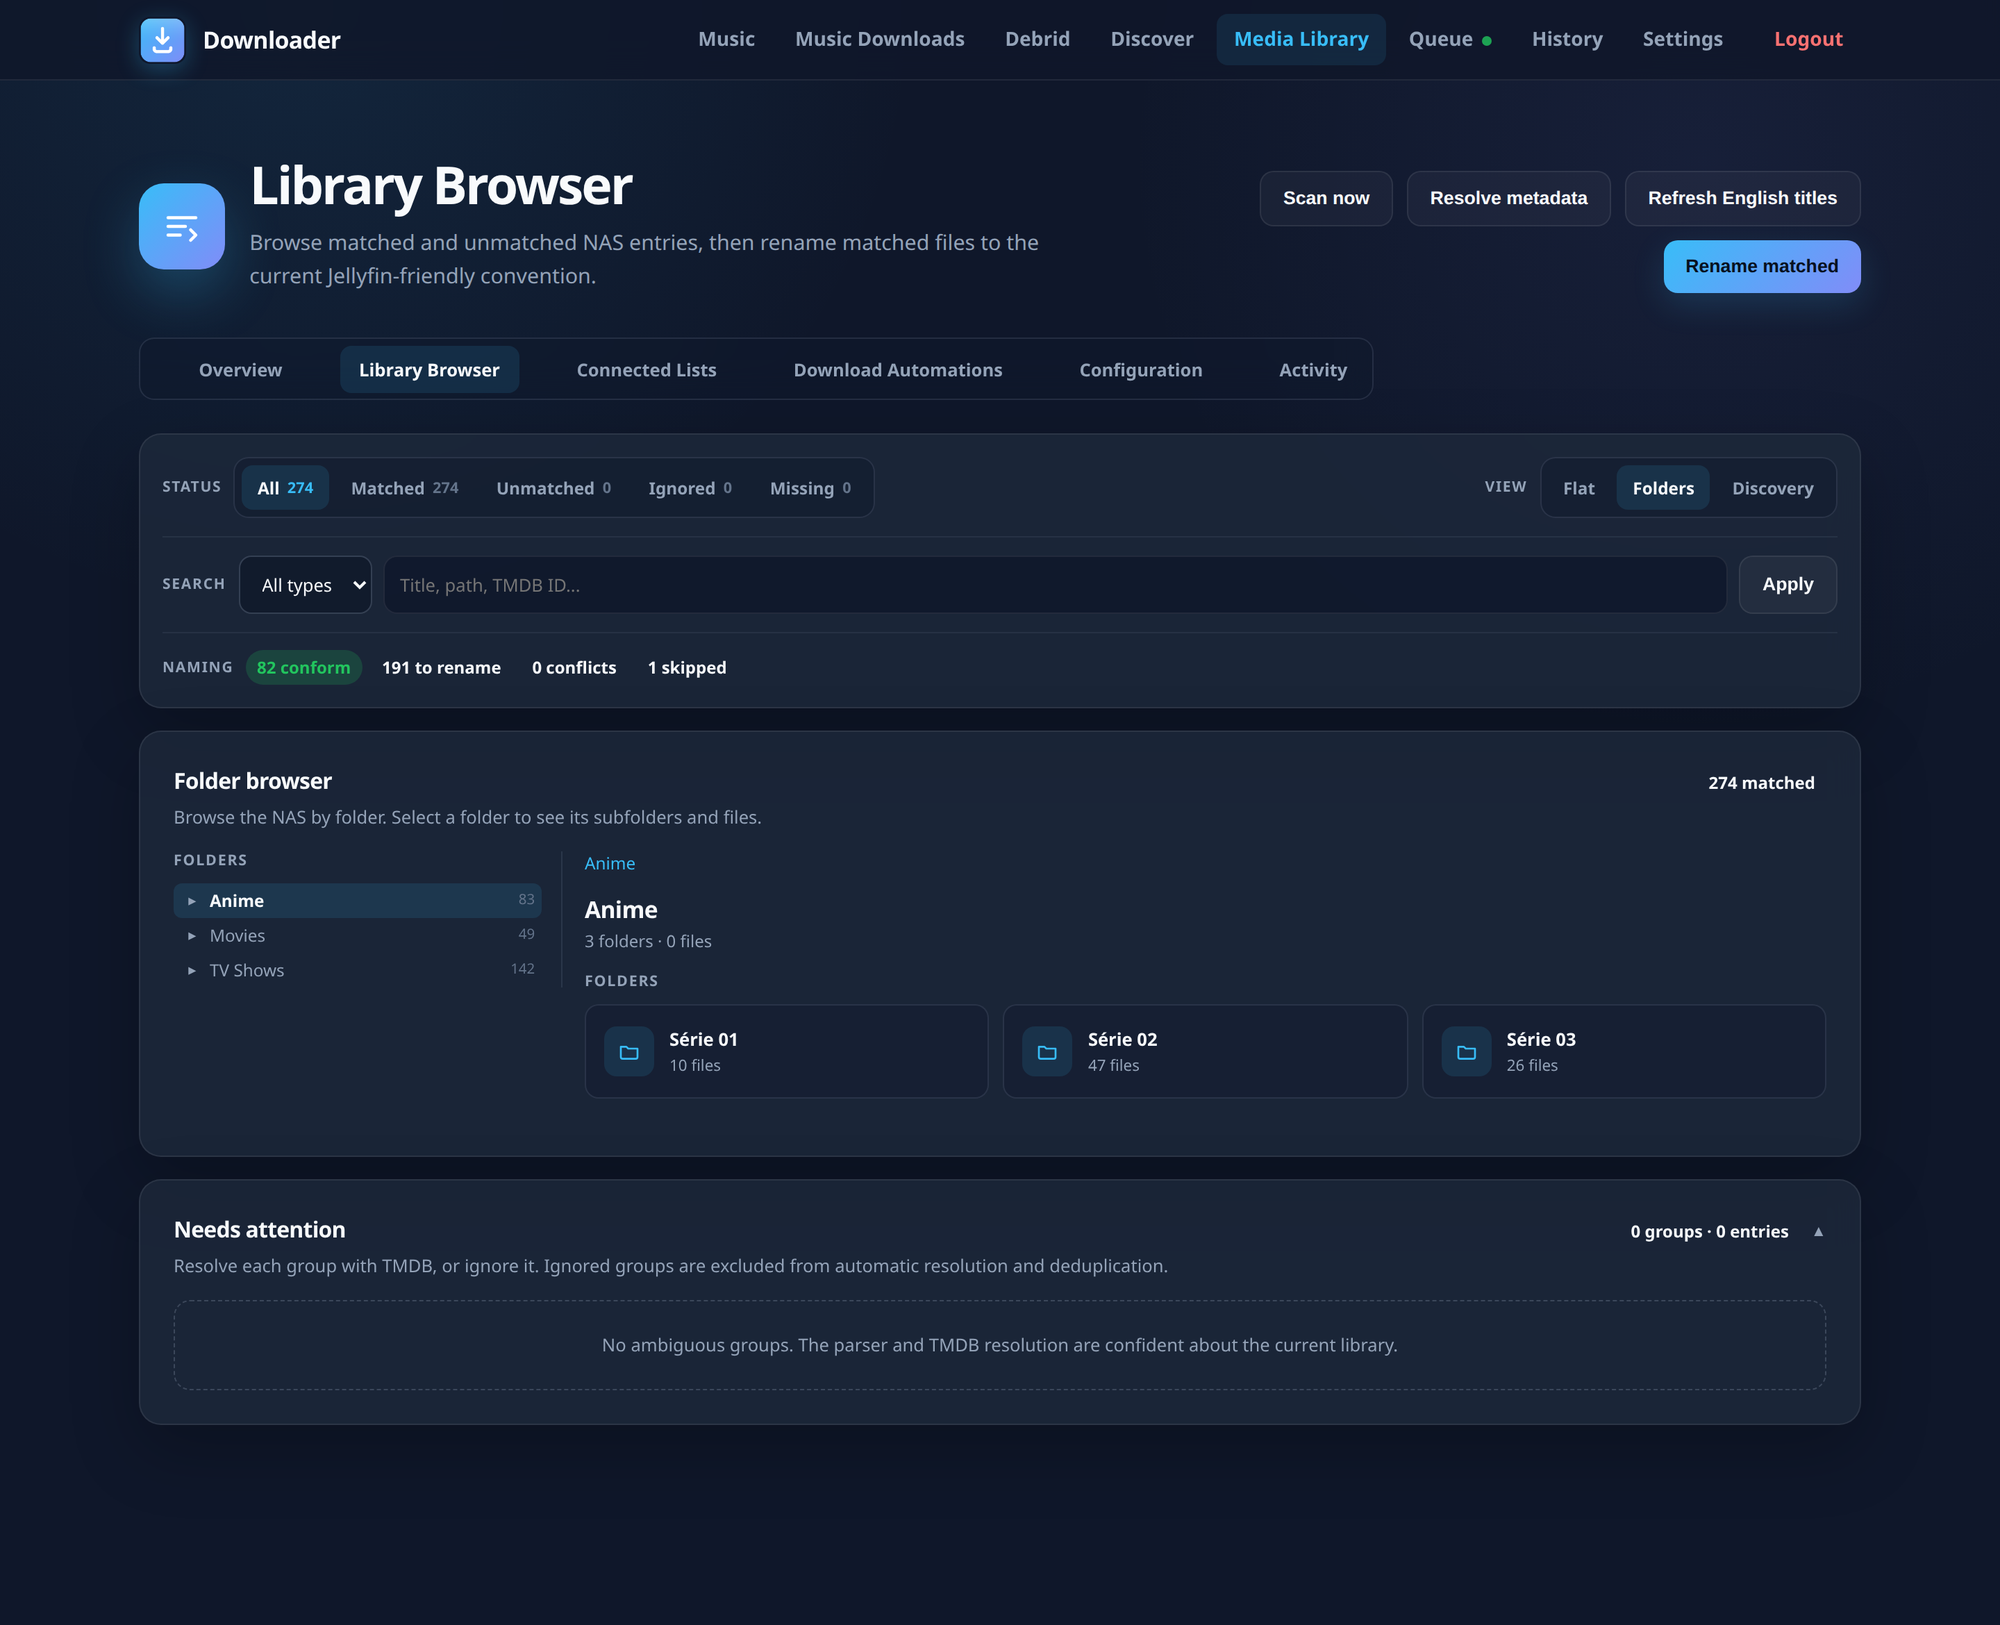 Downloader
Music
Music Downloads
Debrid
Discover
Media Library
Queue
History
Settings
Logout
Library Browser
Browse matched and unmatched NAS entries, then rename matched files to the
current Jellyfin-friendly convention.
Scan now
Resolve metadata
Refresh English titles
Rename matched
Overview
Library Browser
Connected Lists
Download Automations
Configuration
Activity
STATUS
All 274
Matched 274
Unmatched 0
Ignored 0
Missing 0
VIEW
Flat
Folders
Discovery
SEARCH
All types
Title, path, TMDB ID...
Apply
NAMING
82 conform
191 to rename
0 conflicts
1 skipped
Folder browser
274 matched
Browse the NAS by folder. Select a folder to see its subfolders and files.
FOLDERS
Anime 83
Movies 49
TV Shows 142
Anime
Anime
3 folders · 0 files
FOLDERS
Série 01
10 files
Série 02
47 files
Série 03
26 files
Needs attention
0 groups · 0 entries
Resolve each group with TMDB, or ignore it. Ignored groups are excluded from automatic resolution and deduplication.
No ambiguous groups. The parser and TMDB resolution are confident about the current library.